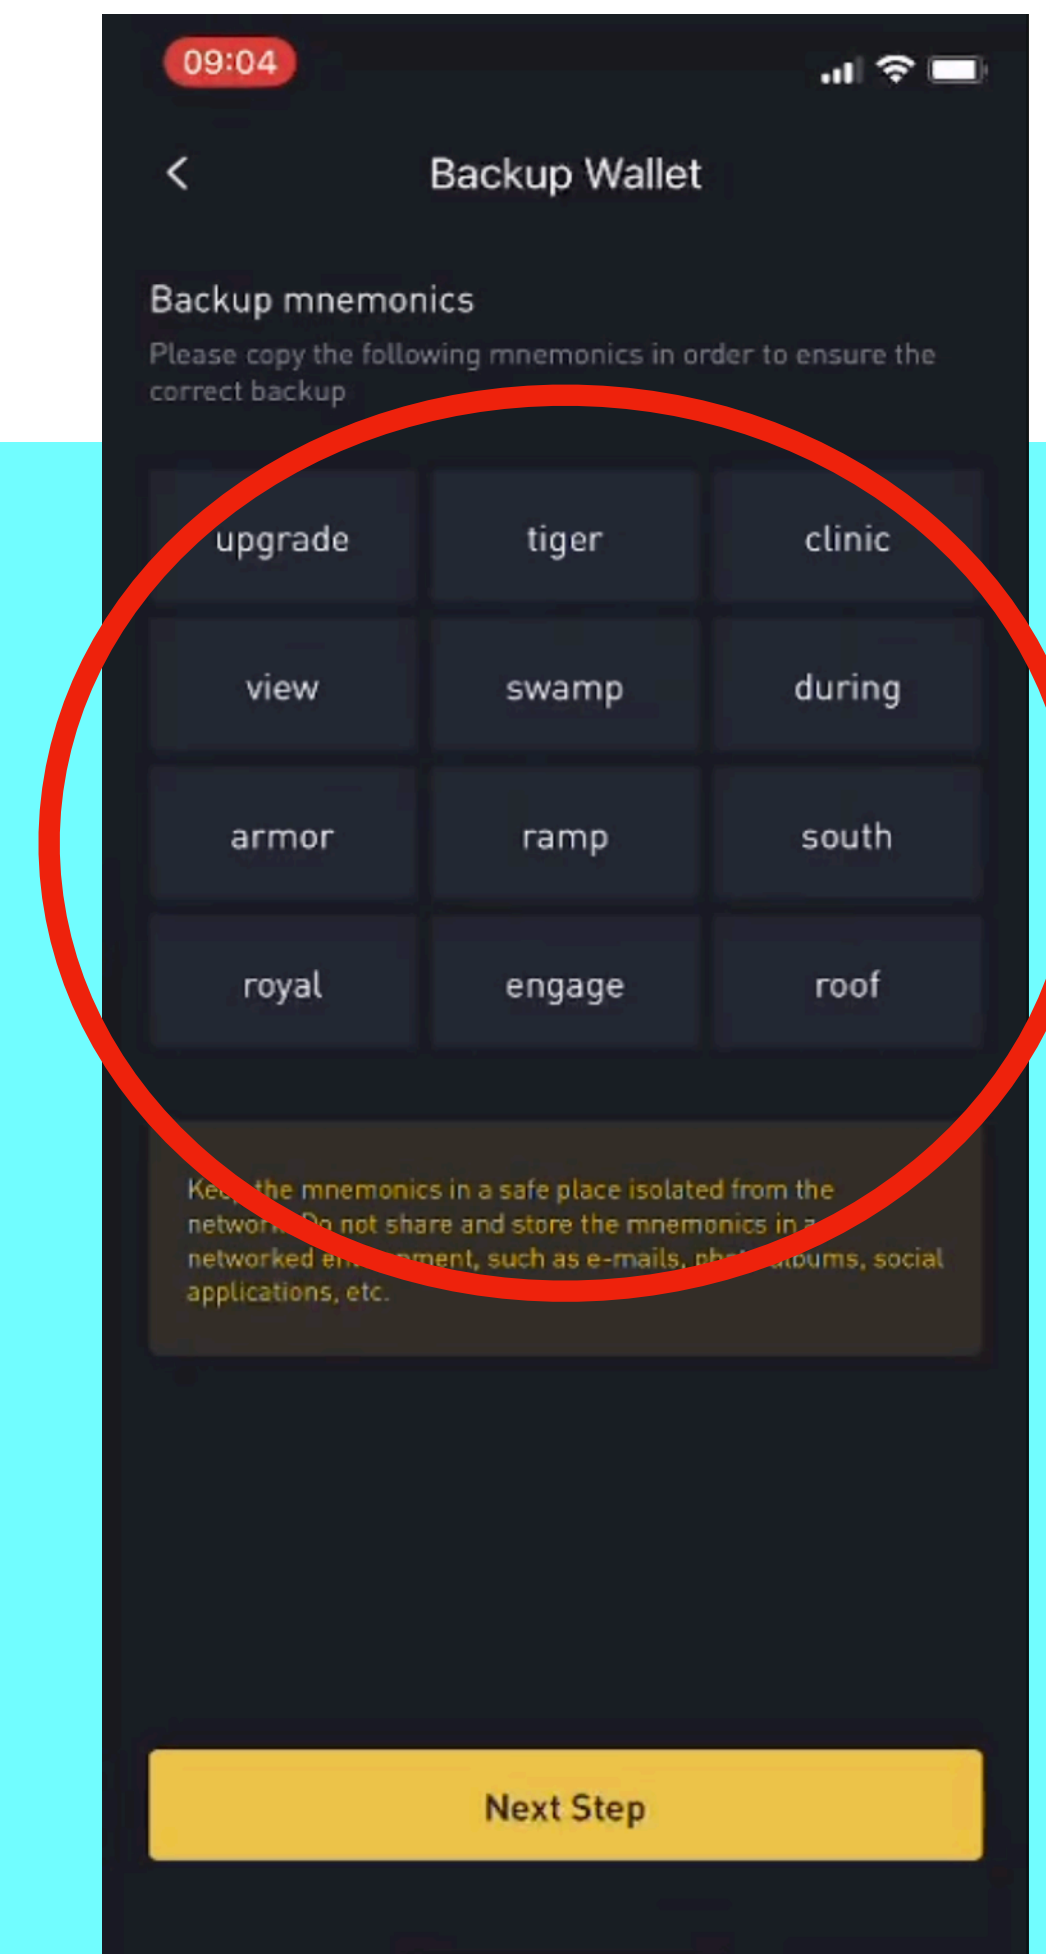 09:04
Backup Wallet
Backup mnemonics
Please copy the following mnemonics in order to ensure the
correct backup
upgrade tiger clinic
view swamp during
armor ramp south
royal engage roof
the mnemonics in a safe place isolated from the
not share and store the mnemonics in
networked such as e-mails, social
applications, etc.
Next Step